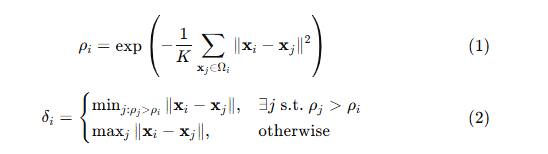 ρ_i = exp ( −(1/K) ∑_{x_j⊂Ω_i} ‖x_i − x_j‖² ) (1)
δ_i = { min_{j:ρ_j>ρ_i} ‖x_i − x_j‖, ∃j s.t. ρ_j > ρ_i
max_j ‖x_i − x_j‖, otherwise (2)